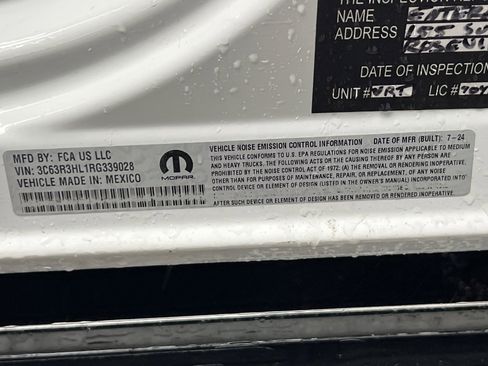 THE INSPECTION
NAME
ADDRESS 155
DATE OF INSPECTION
UNIT # LIC #
MFD BY: FCA US LLC
VIN: 3C63R3HL1RG339028
VEHICLE MADE IN: MEXICO
MOPAR
VEHICLE NOISE EMISSION CONTROL INFORMATION DATE OF MFR (BUILT): 7-24
THIS VEHICLE CONFORMS TO U.S. EPA REGULATIONS FOR NOISE EMISSION APPLICABLE TO MEDIUM
AND HEAVY TRUCKS. THE FOLLOWING ACTS OR THE CAUSING THEREOF BY ANY PERSON ARE
PROHIBITED BY THE NOISE CONTROL ACT OF 1972: (A) THE REMOVAL OR RENDERING INOPERATIVE,
OTHER THAN FOR PURPOSES OF MAINTENANCE, REPAIR, OR REPLACEMENT, OF ANY NOISE
CONTROL DEVICE OR ELEMENT OF DESIGN (LISTED IN THE OWNER'S MANUAL) INCORPORATED
AFTER SUCH DEVICE OR ELEMENT OF DESIGN HAS BEEN REMOVED OR RENDERED INOPERATIVE.